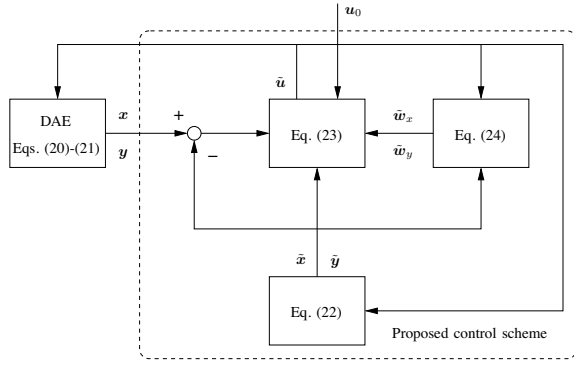 u₀
ũ
DAE
Eqs. (20)-(21)
x
y
+
−
Eq. (23)
w̃ₓ
w̃ᵧ
Eq. (24)
x̃ ỹ
Eq. (22)
Proposed control scheme